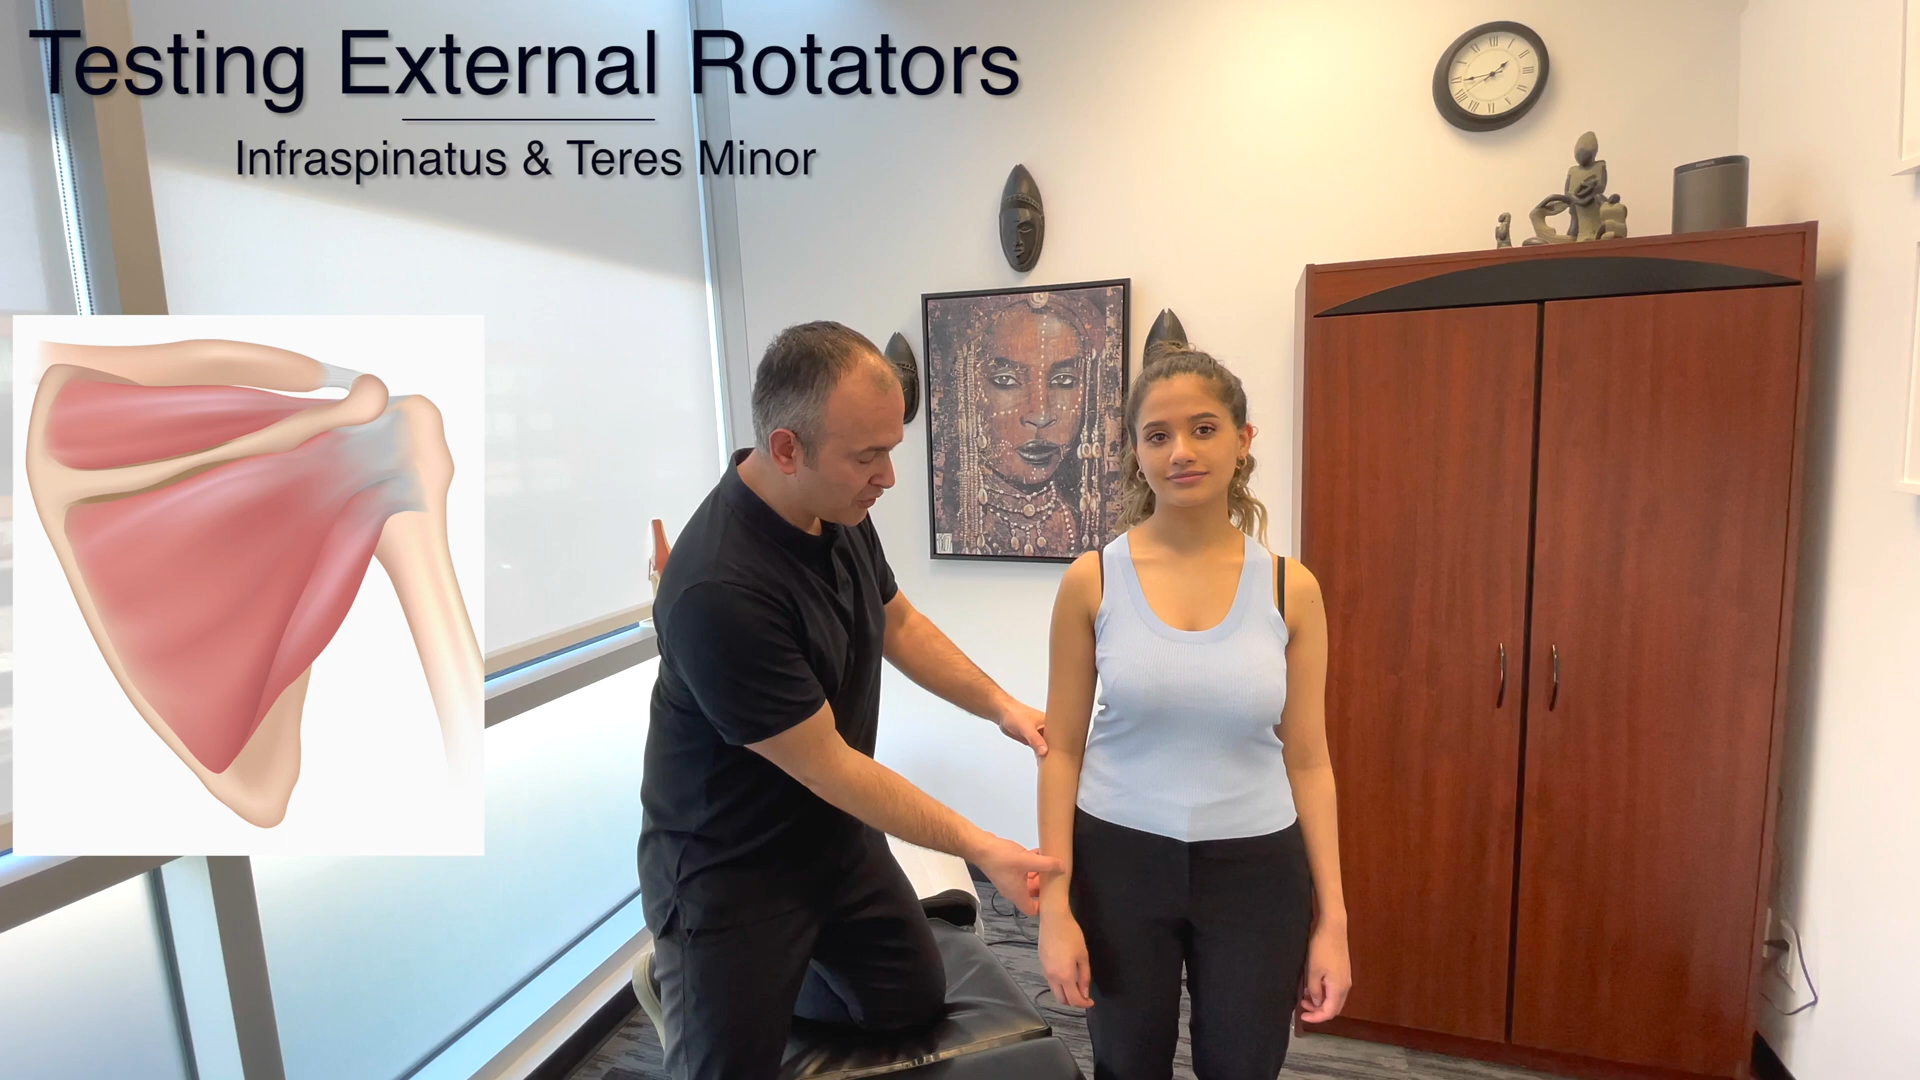 Testing External Rotators
Infraspinatus & Teres Minor